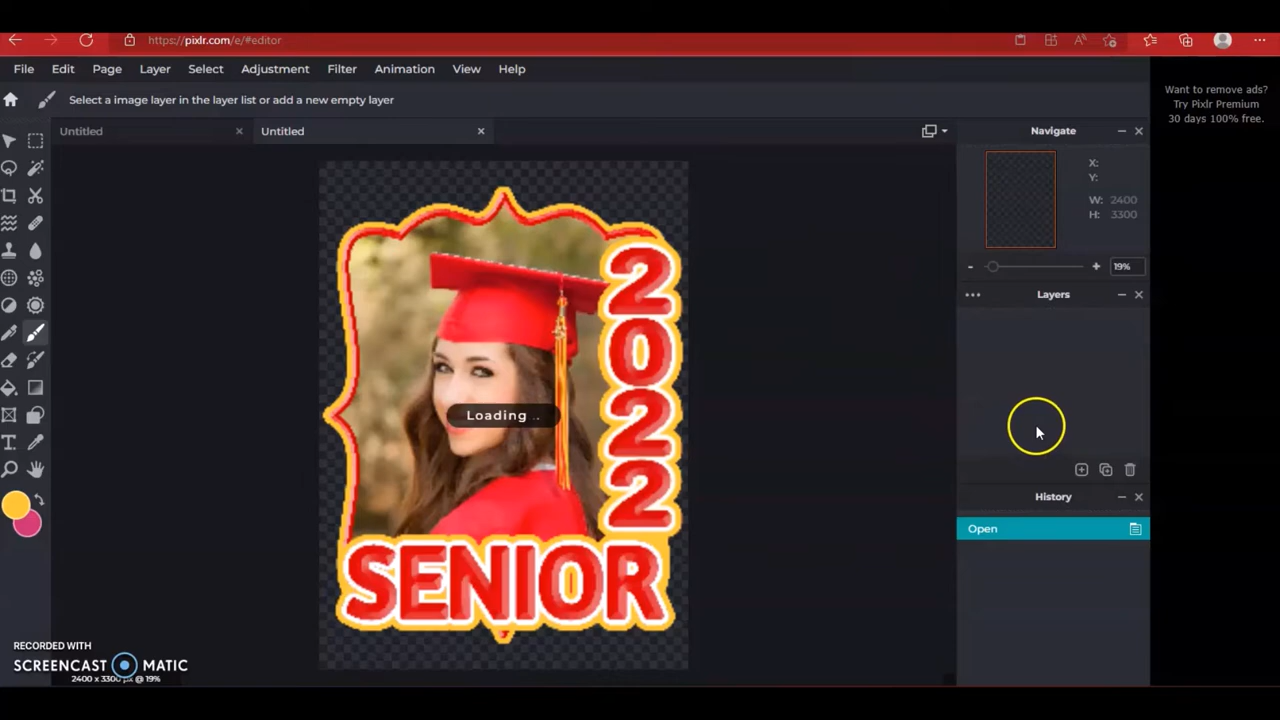 https://pixlr.com/e/#editor
File Edit Page Layer Select Adjustment Filter Animation View Help
Select a image layer in the layer list or add a new empty layer
Want to remove ads?
Try Pixlr Premium
30 days 100% free.
Untitled Untitled
Navigate
X:
Y:
W: 2400
H: 3300
- + 19%
Layers
2022
Loading ..
SENIOR
History
Open
RECORDED WITH
SCREENCAST MATIC
2400 x 3300 px @ 19%